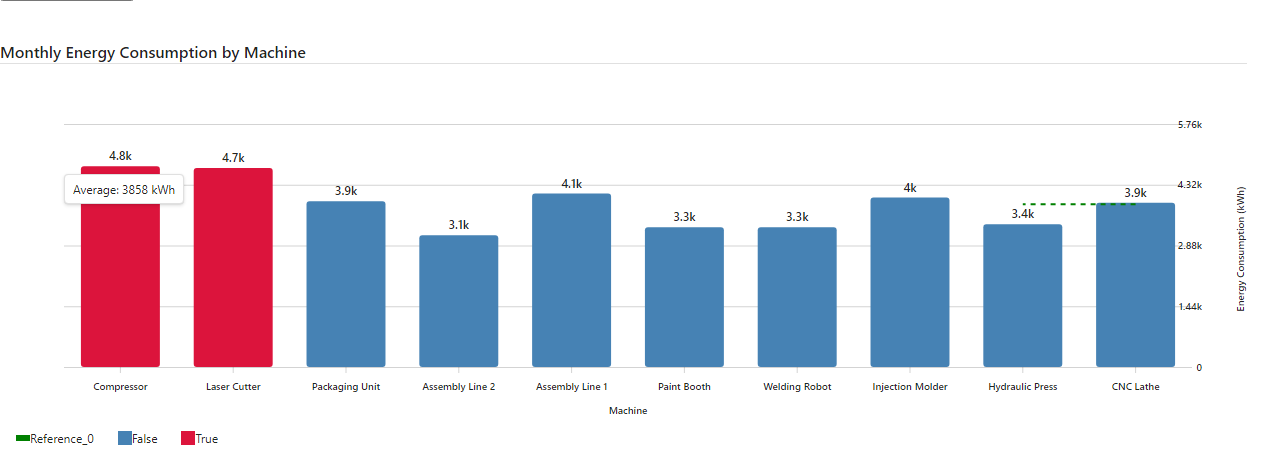 Monthly Energy Consumption by Machine
5.76k
4.8k
4.7k
Average: 3858 kWh
3.9k
3.1k
4.1k
3.3k
3.3k
4k
3.4k
3.9k
4.32k
2.88k
1.44k
0
Energy Consumption (kWh)
Compressor
Laser Cutter
Packaging Unit
Assembly Line 2
Assembly Line 1
Paint Booth
Welding Robot
Injection Molder
Hydraulic Press
CNC Lathe
Machine
Reference_0
False
True